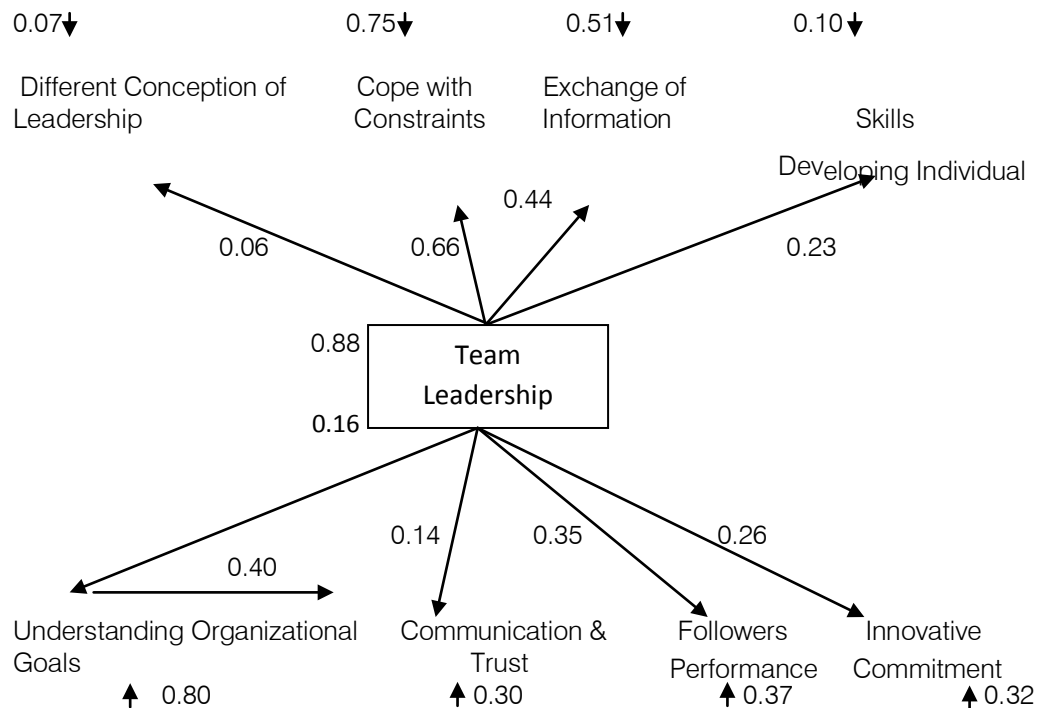 0.07 0.75 0.51 0.10
Different Conception of
Leadership
Cope with
Constraints
Exchange of
Information
Skills
Developing Individual
0.44
0.06
0.66
0.23
0.88
Team
Leadership
0.16
0.14
0.35
0.26
0.40
Understanding Organizational
Goals
Communication &
Trust
Followers
Performance
Innovative
Commitment
0.80
0.30
0.37
0.32